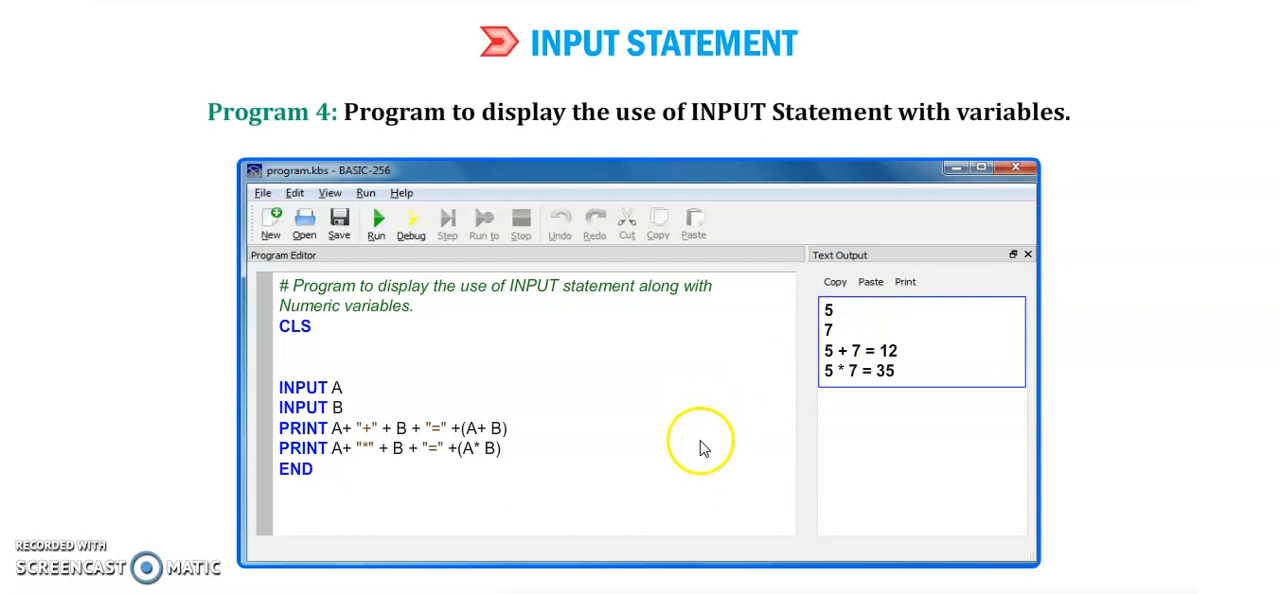 INPUT STATEMENT
Program 4: Program to display the use of INPUT Statement with variables.
program.kbs - BASIC-256
File Edit View Run Help
New Open Save Run Debug Step Run to Stop Undo Redo Cut Copy Paste
Program Editor
# Program to display the use of INPUT statement along with
Numeric variables.
CLS
INPUT A
INPUT B
PRINT A+ "+" + B + "=" +(A+ B)
PRINT A+ "*" + B + "=" +(A* B)
END
Text Output
Copy Paste Print
5
7
5 + 7 = 12
5 * 7 = 35
RECORDED WITH
SCREENCAST MATIC